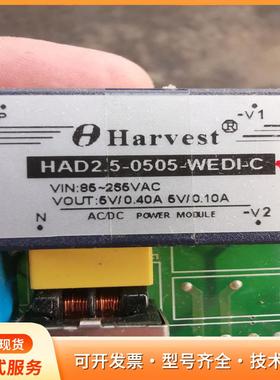 -V1
Harvest®
HAD2.5-0505-WEDI-C
VIN:85~265VAC
VOUT:5V/0.40A 5V/0.10A
N
AC/DC POWER MODULE
-V2
现货
式服务
可开发票·型号齐全·技术